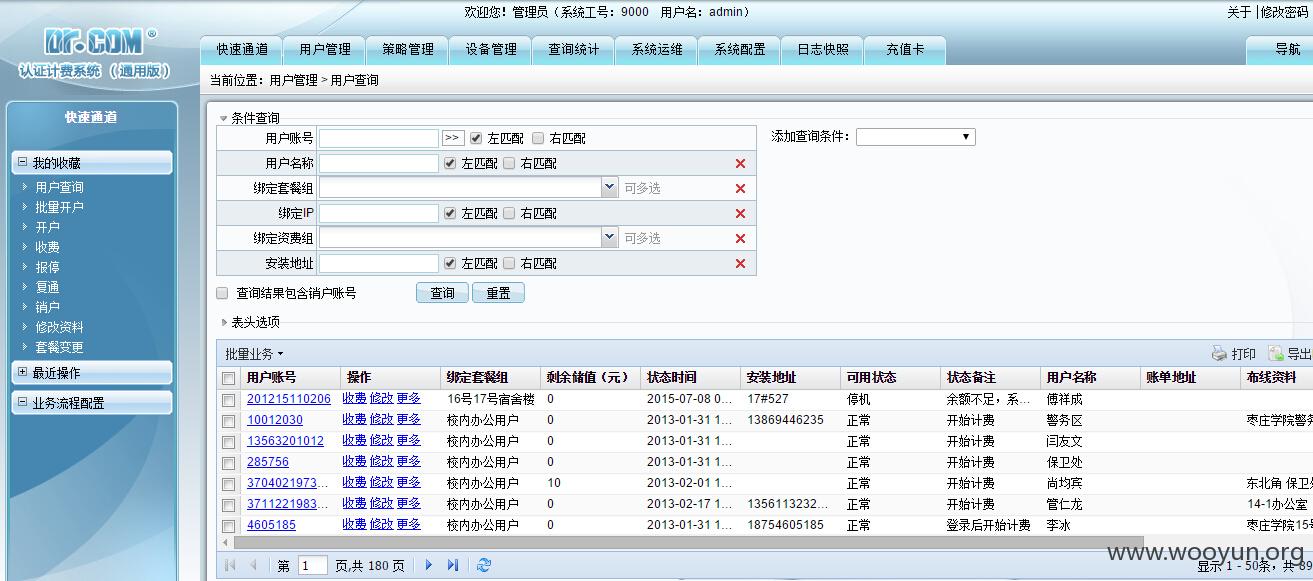 欢迎您！管理员（系统工号：9000 用户名：admin）
关于 | 修改密码
Dr.COM®
认证计费系统（通用版）
快速通道 用户管理 策略管理 设备管理 查询统计 系统运维 系统配置 日志快照 充值卡 导航
当前位置：用户管理 > 用户查询
快速通道
我的收藏
用户查询
批量开户
开户
收费
报停
复通
销户
修改资料
套餐变更
最近操作
业务流程配置
条件查询
用户账号 >> 左匹配 右匹配
添加查询条件：
用户名称 左匹配 右匹配
绑定套餐组 可多选
绑定IP 左匹配 右匹配
绑定资费组 可多选
安装地址 左匹配 右匹配
查询结果包含销户账号 查询 重置
表头选项
批量业务 打印 导出
用户账号 操作 绑定套餐组 剩余储值（元） 状态时间 安装地址 可用状态 状态备注 用户名称 账单地址 布线资料
201215110206 收费 修改 更多 16号17号宿舍楼 0 2015-07-08 0... 17#527 停机 余额不足，系... 傅祥成
10012030 收费 修改 更多 校内办公用户 0 2013-01-31 1... 13869446235 正常 开始计费 警务区 枣庄学院警务
13563201012 收费 修改 更多 校内办公用户 0 2013-01-31 1... 正常 开始计费 闫友文
285756 收费 修改 更多 校内办公用户 0 2013-01-31 1... 正常 开始计费 保卫处
3704021973... 收费 修改 更多 校内办公用户 10 2013-02-01 1... 正常 开始计费 尚均宾 东北角 保卫
3711221983... 收费 修改 更多 校内办公用户 0 2013-02-17 1... 1356113232... 正常 开始计费 管仁龙 14-1办公室
4605185 收费 修改 更多 校内办公用户 0 2013-01-31 1... 18754605185 正常 登录后开始计费 李冰 枣庄学院15号
第 1 页,共 180 页
显示 1 - 50条，共 89
www.wooyun.org